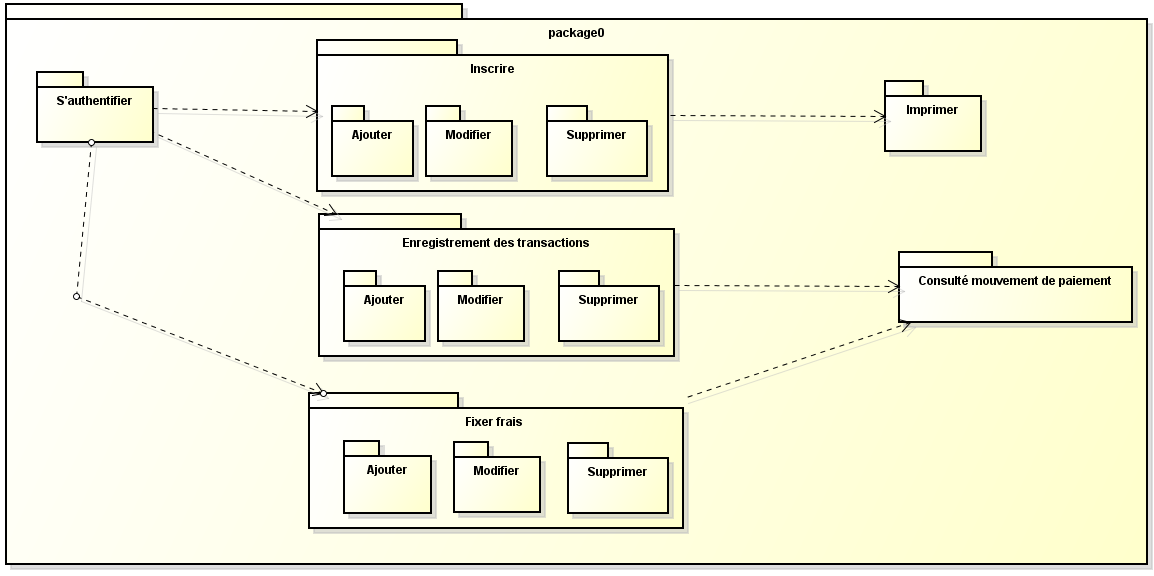 package0
S'authentifier
Inscrire
Ajouter
Modifier
Supprimer
Imprimer
Enregistrement des transactions
Ajouter
Modifier
Supprimer
Consulté mouvement de paiement
Fixer frais
Ajouter
Modifier
Supprimer